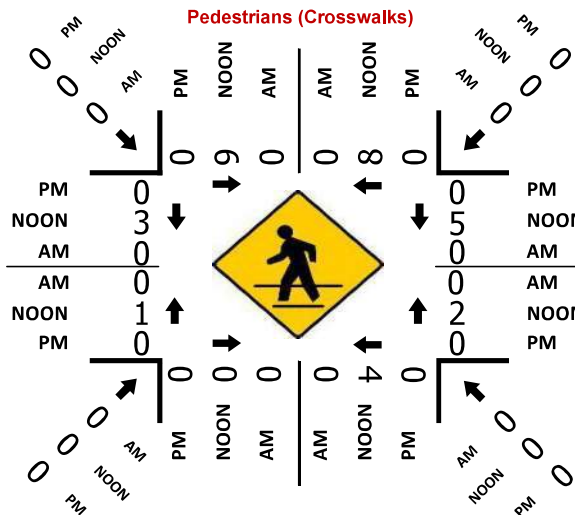 Pedestrians (Crosswalks)
PM NOON AM AM NOON PM
0 0 0
PM NOON AM
0 0 0
AM NOON PM
0 6 0 0 8 0
PM 0 0 PM
NOON 3 5 NOON
AM 0 0 AM
AM 0 0 AM
NOON 1 2 NOON
PM 0 0 PM
0 0 0 0 4 0
PM NOON AM AM NOON PM
0 0 0
AM NOON PM
0 0 0
AM NOON PM